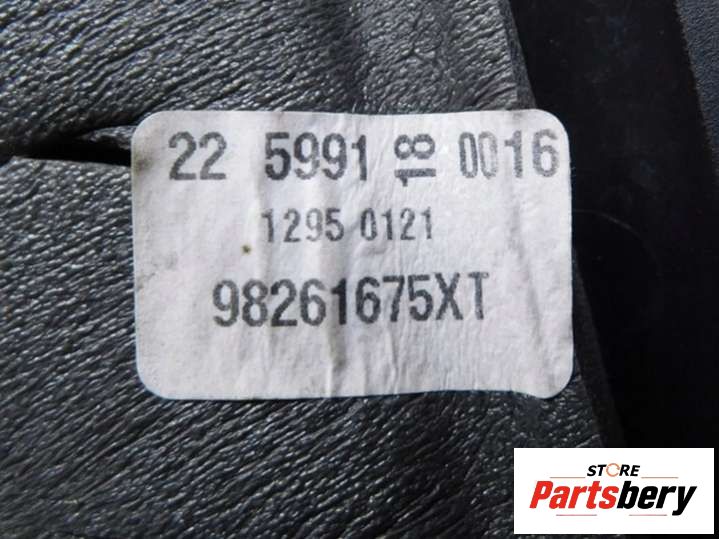 22 5991 18 0016
1295 0121
98261675XT
STORE
Partsbery